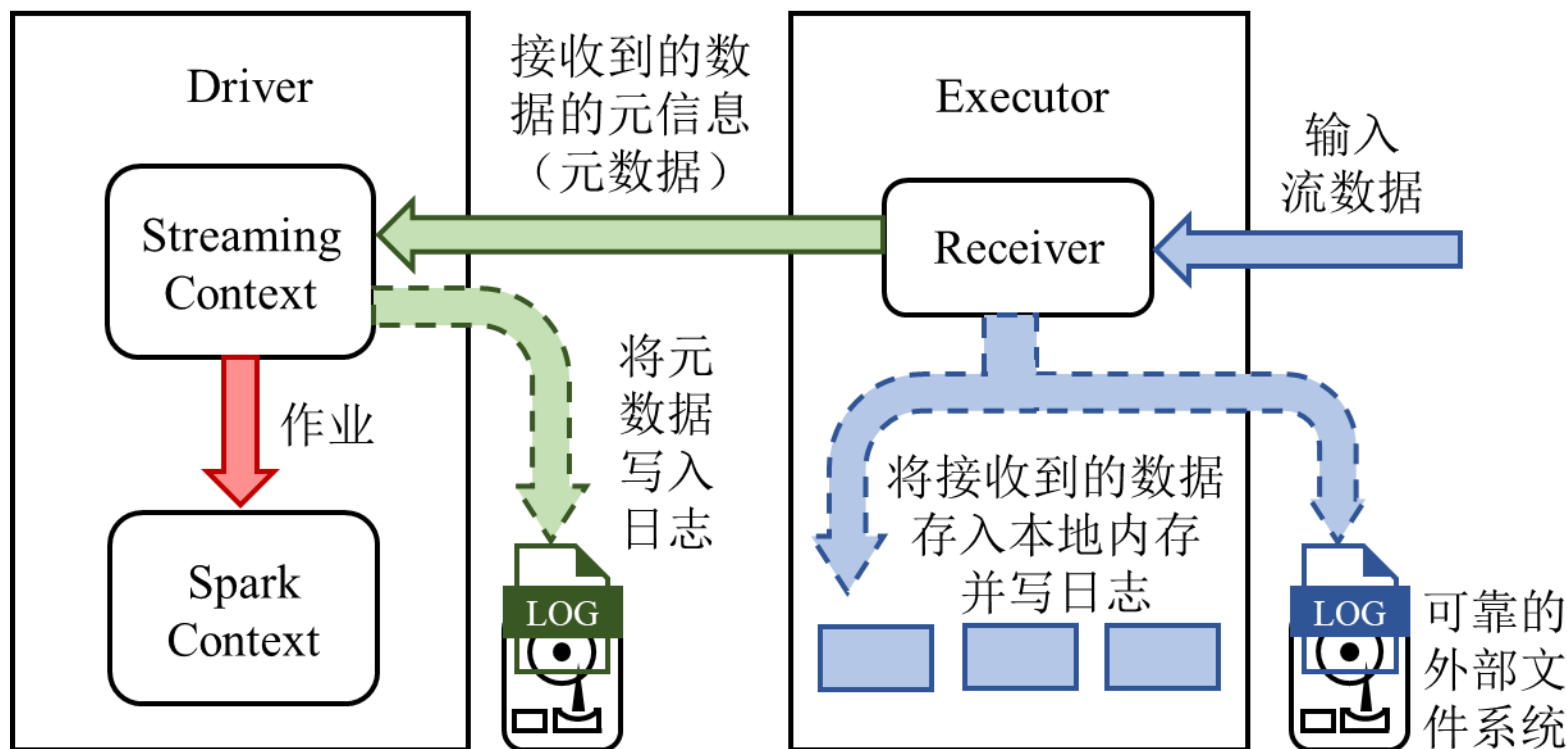 Driver
Streaming
Context
作业
Spark
Context
接收到的数
据的元信息
（元数据）
将元
数据
写入
日志
LOG
Executor
Receiver
输入
流数据
将接收到的数据
存入本地内存
并写日志
LOG
可靠的
外部文
件系统